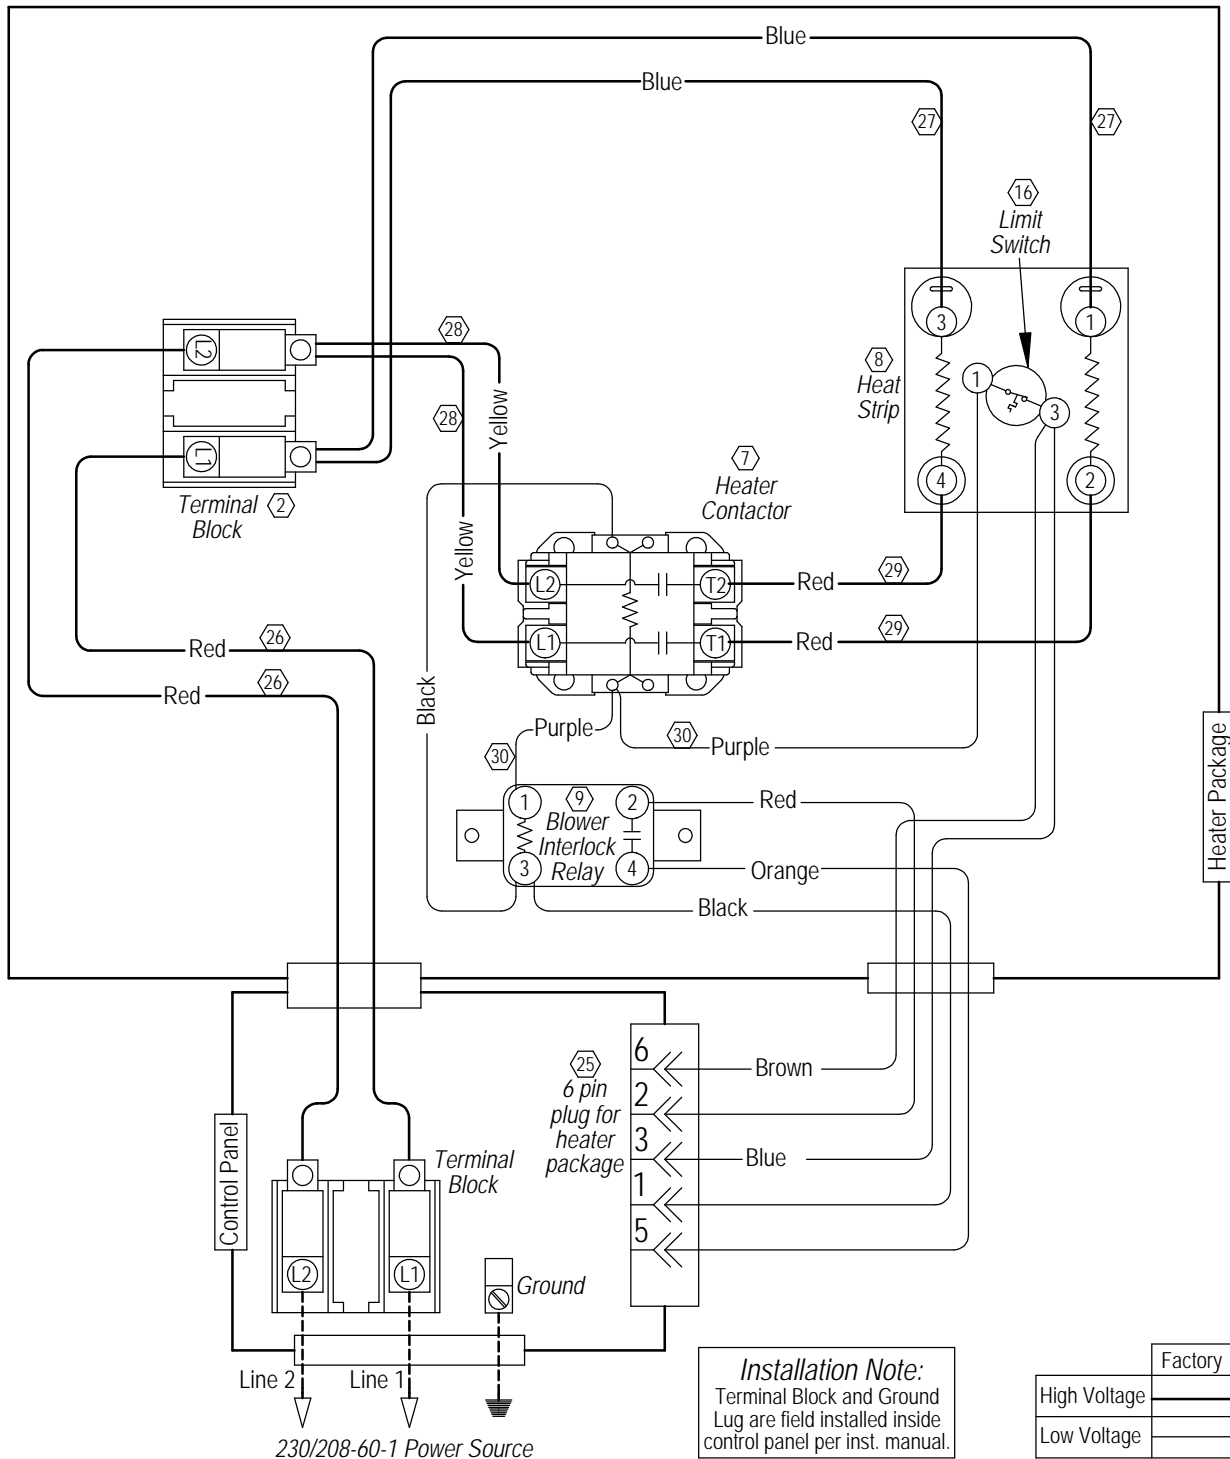 Blue
Blue
27
27
16
Limit
Switch
3
1
L2
28
8
Heat
Strip
1
3
28
Yellow
L1
4
2
7
Heater
Contactor
Terminal 2
Block
Yellow
L2
T2
Red
29
L1
T1
Red
29
Red
26
Red
26
Black
Purple
30
30
Purple
Heater Package
1
9
2
Red
Blower
Interlock
Relay
3
4
Orange
Black
25
6 pin
plug for
heater
package
6
Brown
2
3
Blue
1
5
Control Panel
Terminal
Block
L2
L1
Ground
Line 2
Line 1
230/208-60-1 Power Source
Installation Note:
Terminal Block and Ground
Lug are field installed inside
control panel per inst. manual.
Factory
High Voltage
Low Voltage